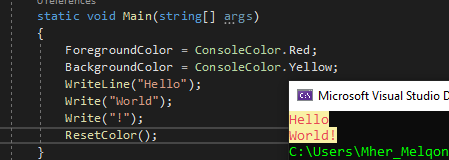 0 references
static void Main(string[] args)
{
ForegroundColor = ConsoleColor.Red;
BackgroundColor = ConsoleColor.Yellow;
WriteLine("Hello");
Write("World");
Write("!");
ResetColor();
}
Microsoft Visual Studio D
Hello
World!
C:\Users\Mher_Melqon